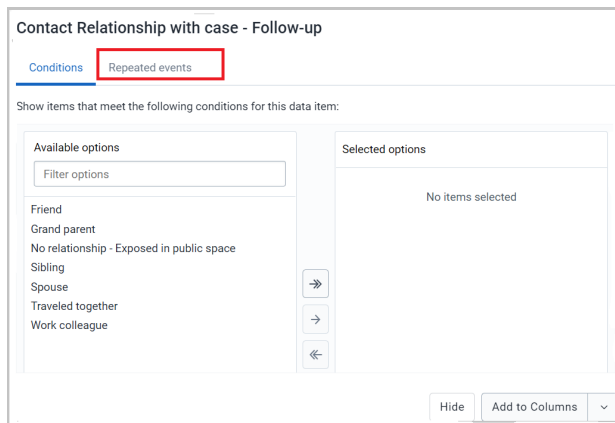 Contact Relationship with case - Follow-up
Conditions Repeated events
Show items that meet the following conditions for this data item:
Available options
Filter options
Friend
Grand parent
No relationship - Exposed in public space
Sibling
Spouse
Traveled together
Work colleague
Selected options
No items selected
Hide Add to Columns